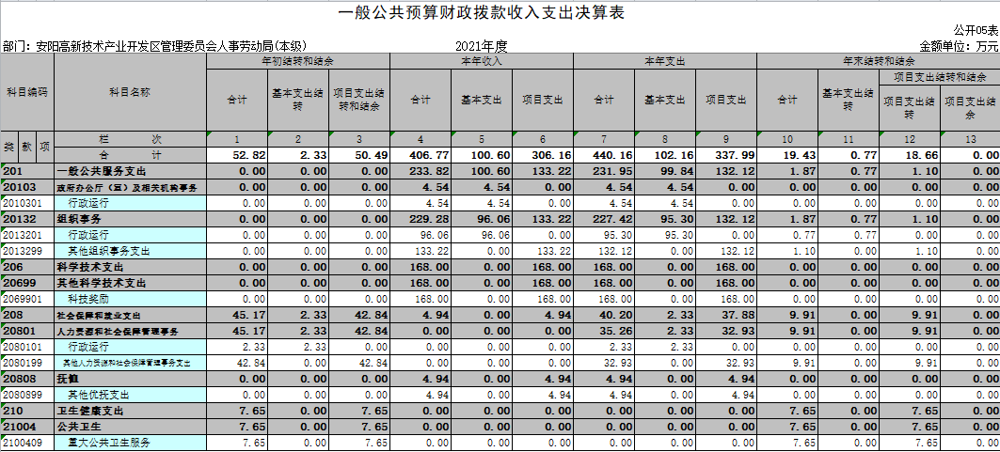 一般公共预算财政拨款收入支出决算表
公开05表
部门：安阳高新技术产业开发区管理委员会人事劳动局(本级) 2021年度 金额单位：万元
科目编码 科目名称 年初结转和结余 本年收入 本年支出 年末结转和结余
合计 基本支出结转 项目支出结转和结余 合计 基本支出 项目支出 合计 基本支出 项目支出 合计 基本支出结转 项目支出结转和结余
项目支出结转 项目支出结余
类 款 项 栏次 1 2 3 4 5 6 7 8 9 10 11 12 13
合计 52.82 2.33 50.49 406.77 100.60 306.16 440.16 102.16 337.99 19.43 0.77 18.66 0.00
201 一般公共服务支出 0.00 0.00 0.00 233.82 100.60 133.22 231.95 99.84 132.12 1.87 0.77 1.10 0.00
20103 政府办公厅（室）及相关机构事务 0.00 0.00 0.00 4.54 4.54 0.00 4.54 4.54 0.00 0.00 0.00 0.00 0.00
2010301 行政运行 0.00 0.00 0.00 4.54 4.54 0.00 4.54 4.54 0.00 0.00 0.00 0.00 0.00
20132 组织事务 0.00 0.00 0.00 229.28 96.06 133.22 227.42 95.30 132.12 1.87 0.77 1.10 0.00
2013201 行政运行 0.00 0.00 0.00 96.06 96.06 0.00 95.30 95.30 0.00 0.77 0.77 0.00 0.00
2013299 其他组织事务支出 0.00 0.00 0.00 133.22 0.00 133.22 132.12 0.00 132.12 1.10 0.00 1.10 0.00
206 科学技术支出 0.00 0.00 0.00 168.00 0.00 168.00 168.00 0.00 168.00 0.00 0.00 0.00 0.00
20699 其他科学技术支出 0.00 0.00 0.00 168.00 0.00 168.00 168.00 0.00 168.00 0.00 0.00 0.00 0.00
2069901 科技奖励 0.00 0.00 0.00 168.00 0.00 168.00 168.00 0.00 168.00 0.00 0.00 0.00 0.00
208 社会保障和就业支出 45.17 2.33 42.84 4.94 0.00 4.94 40.20 2.33 37.88 9.91 0.00 9.91 0.00
20801 人力资源和社会保障管理事务 45.17 2.33 42.84 0.00 0.00 0.00 35.26 2.33 32.93 9.91 0.00 9.91 0.00
2080101 行政运行 2.33 2.33 0.00 0.00 0.00 0.00 2.33 2.33 0.00 0.00 0.00 0.00 0.00
2080199 其他人力资源和社会保障管理事务支出 42.84 0.00 42.84 0.00 0.00 0.00 32.93 0.00 32.93 9.91 0.00 9.91 0.00
20808 抚恤 0.00 0.00 0.00 4.94 0.00 4.94 4.94 0.00 4.94 0.00 0.00 0.00 0.00
2080899 其他优抚支出 0.00 0.00 0.00 4.94 0.00 4.94 4.94 0.00 4.94 0.00 0.00 0.00 0.00
210 卫生健康支出 7.65 0.00 7.65 0.00 0.00 0.00 0.00 0.00 0.00 7.65 0.00 7.65 0.00
21004 公共卫生 7.65 0.00 7.65 0.00 0.00 0.00 0.00 0.00 0.00 7.65 0.00 7.65 0.00
2100409 重大公共卫生服务 7.65 0.00 7.65 0.00 0.00 0.00 0.00 0.00 0.00 7.65 0.00 7.65 0.00